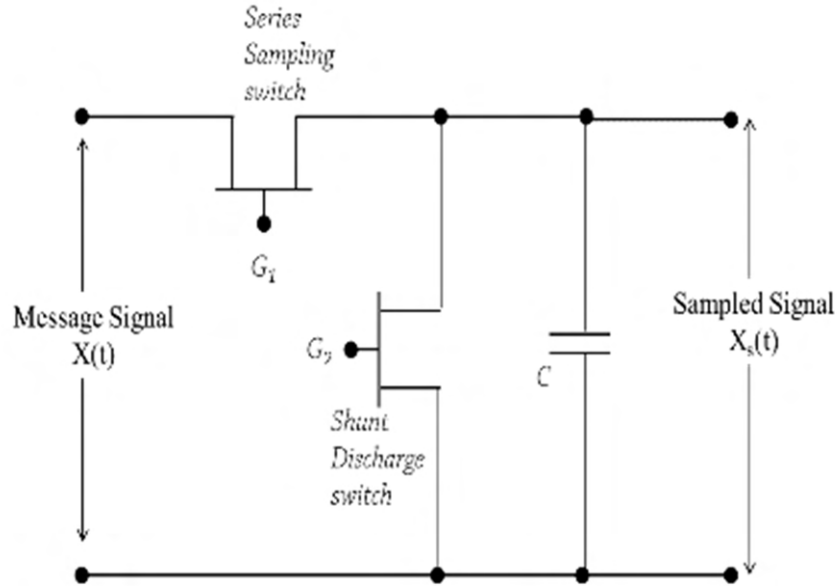 Series
Sampling
switch
G₁
Message Signal
X(t)
G₂
Shunt
Discharge
switch
C
Sampled Signal
Xₛ(t)